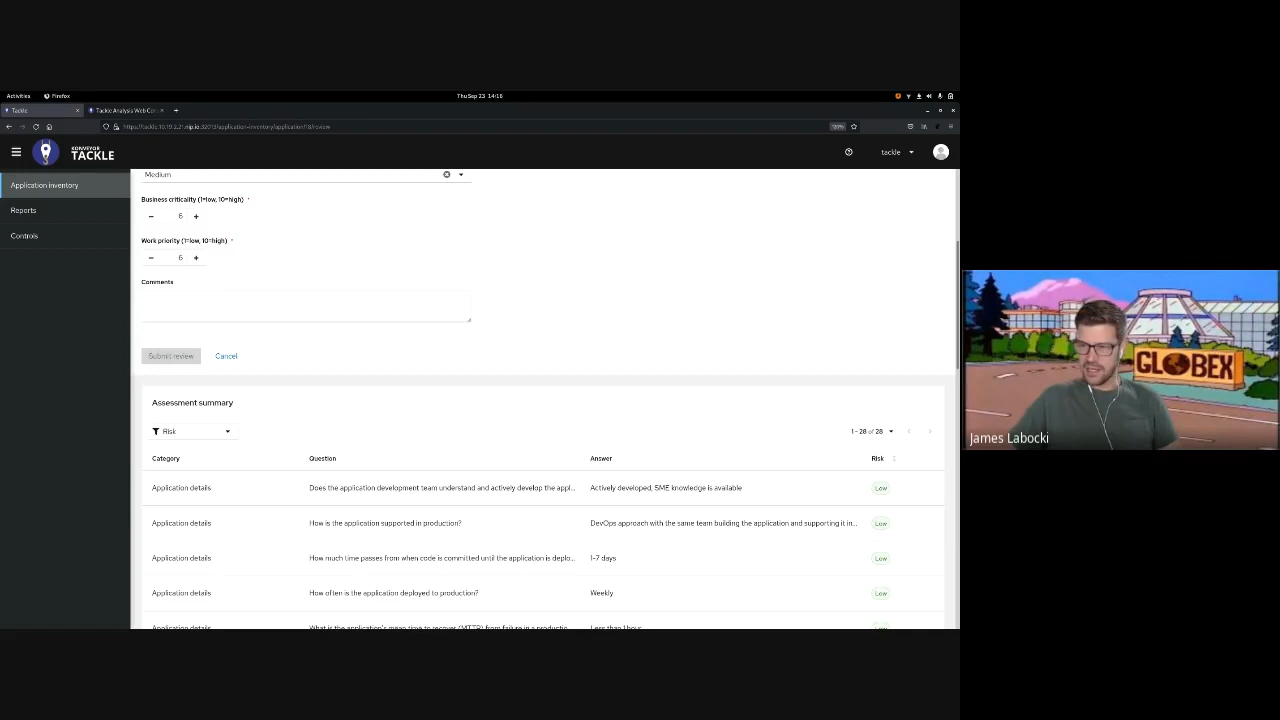 Activities Firefox Thu Sep 23 14:16
Tackle Tackle Analysis Web Con
https://tackle.10.19.2.21.nip.io:32013/application-inventory/application/18/review 120%
KONVEYOR
TACKLE
tackle
Application inventory
Reports
Controls
Medium
Business criticality (1=low, 10=high) *
6
Work priority (1=low, 10=high) *
6
Comments
Submit review Cancel
Assessment summary
Risk 1 - 28 of 28
Category Question Answer Risk
Application details Does the application development team understand and actively develop the appl... Actively developed, SME knowledge is available Low
Application details How is the application supported in production? DevOps approach with the same team building the application and supporting it in... Low
Application details How much time passes from when code is committed until the application is deplo... 1-7 days Low
Application details How often is the application deployed to production? Weekly Low
Application details What is the application's mean time to recover (MTTR) from failure in a productio... Less than 1 hour Low
GLOBEX
James Labocki